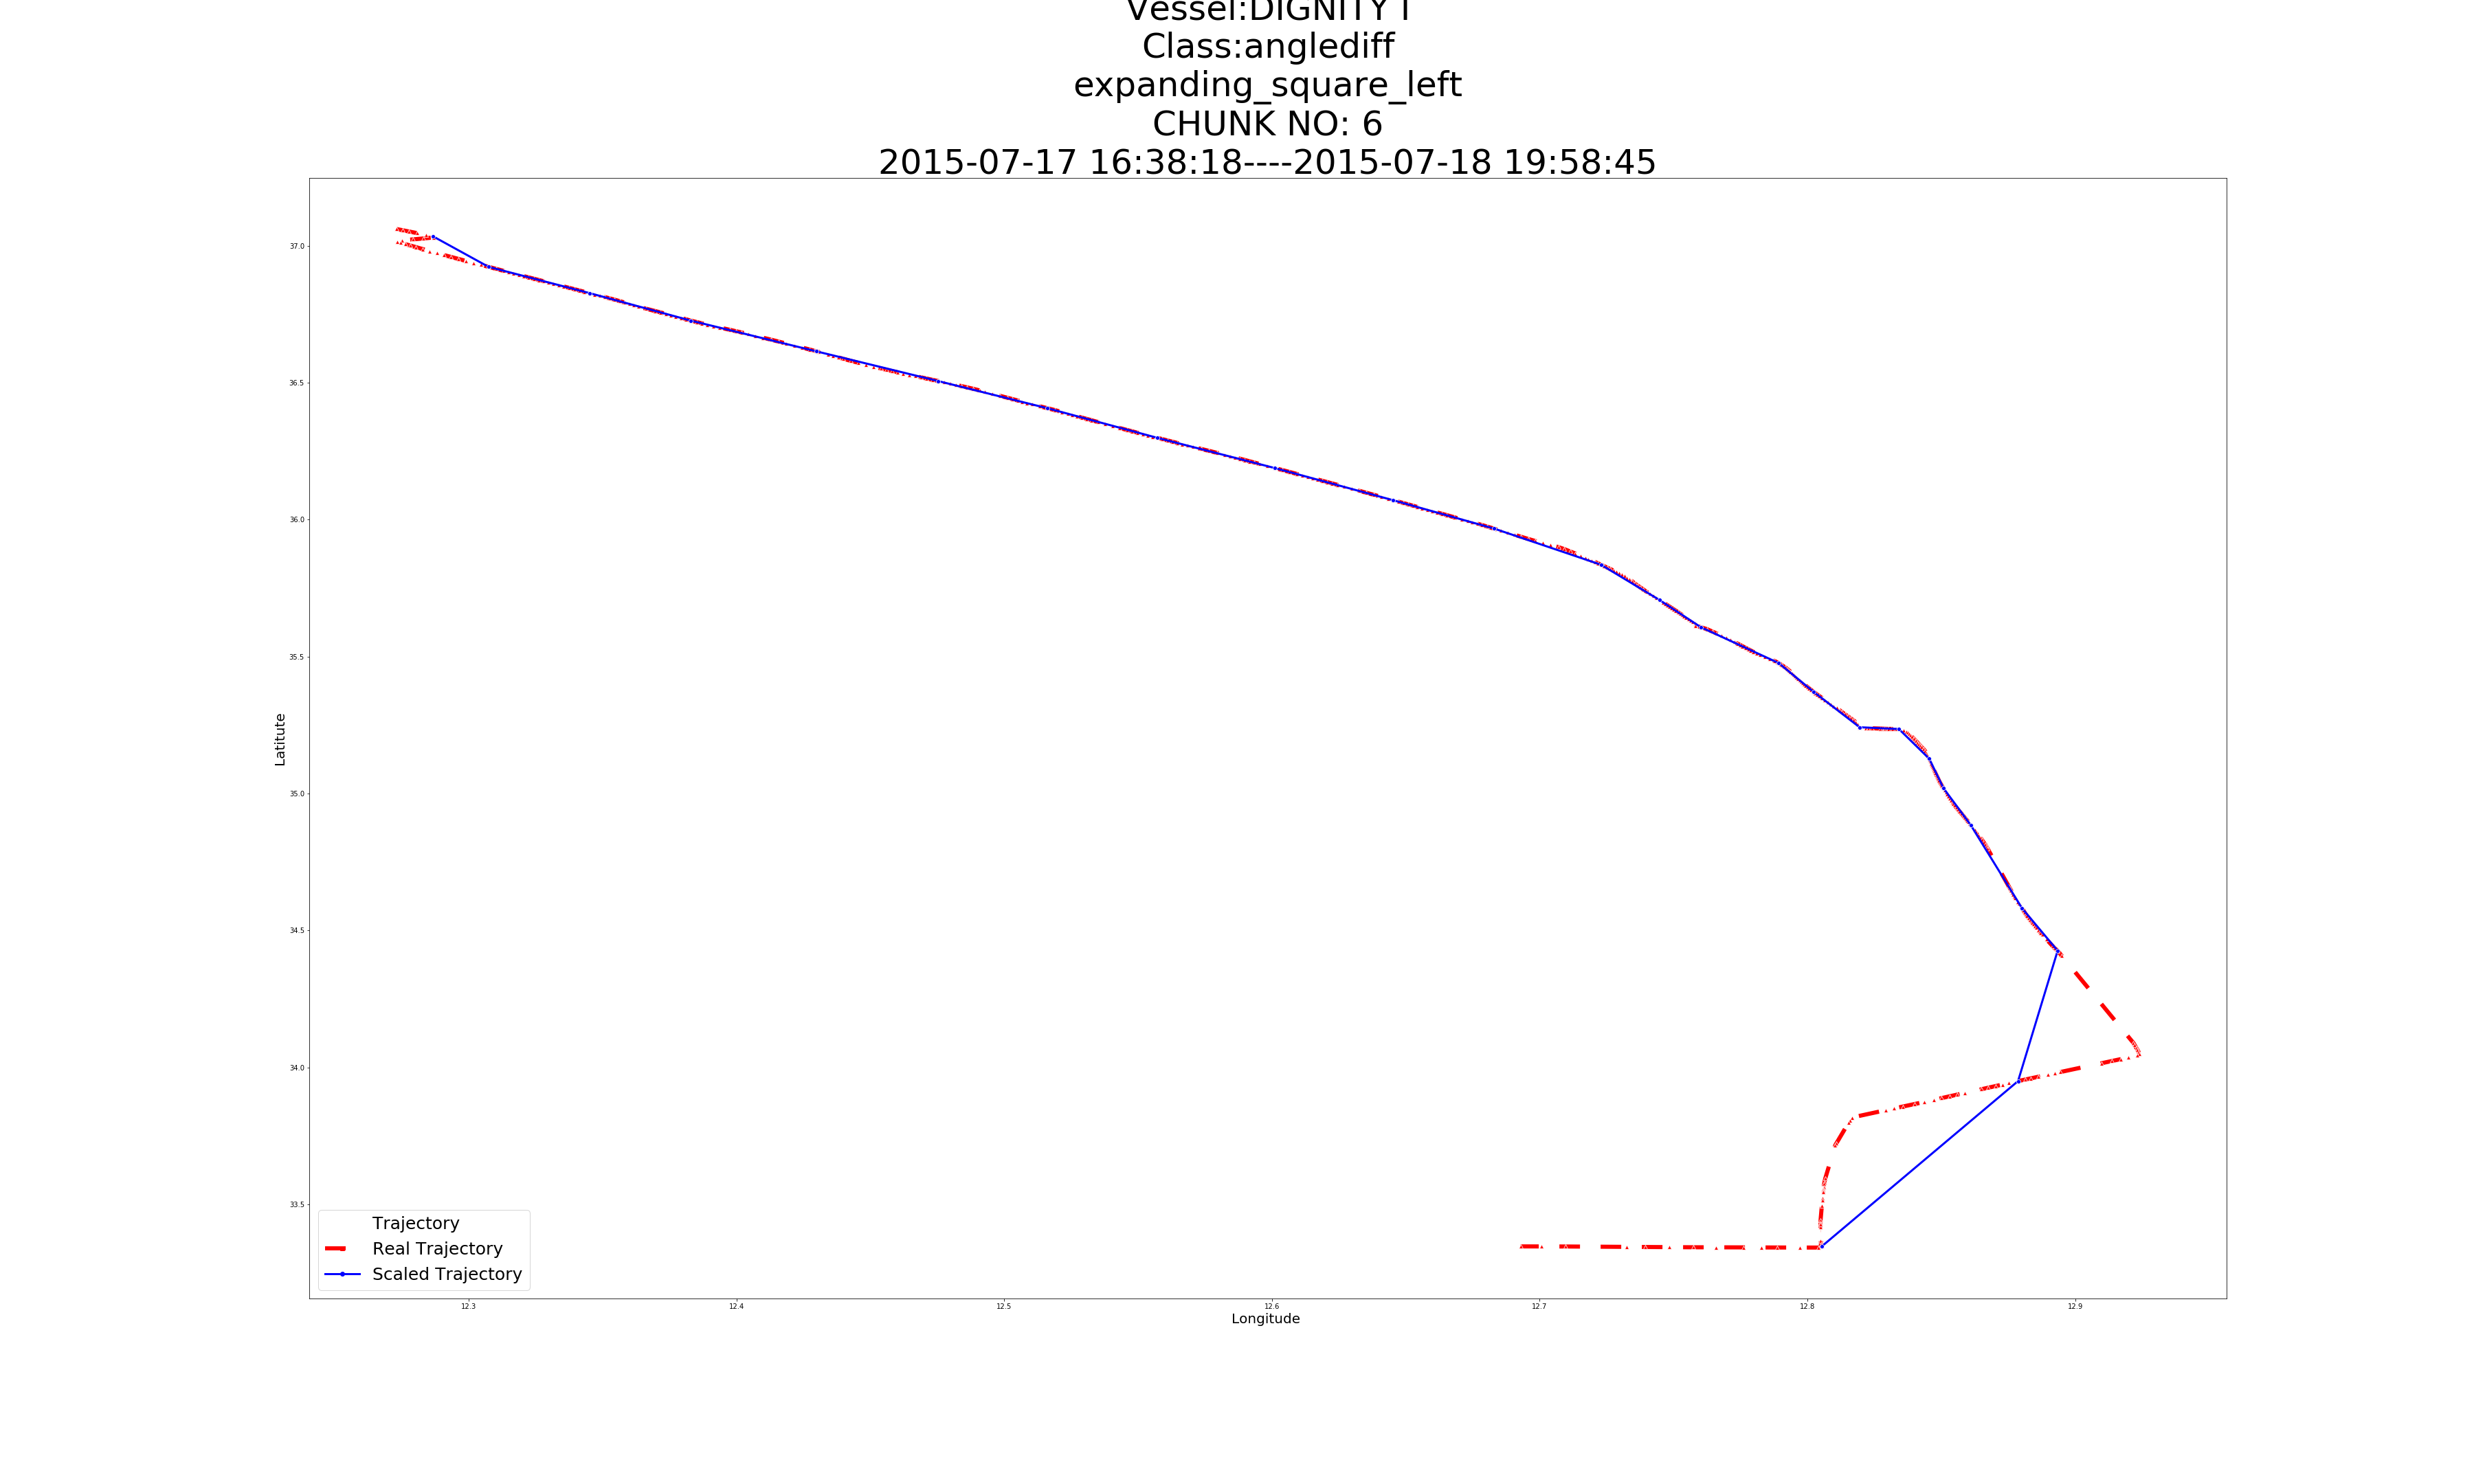 Vessel:DIGNITY I
Class:anglediff
expanding_square_left
CHUNK NO: 6
2015-07-17 16:38:18----2015-07-18 19:58:45
37.0
36.5
36.0
35.5
35.0
34.5
34.0
33.5
Latitute
Trajectory
Real Trajectory
Scaled Trajectory
12.3
12.4
12.5
12.6
12.7
12.8
12.9
Longitude